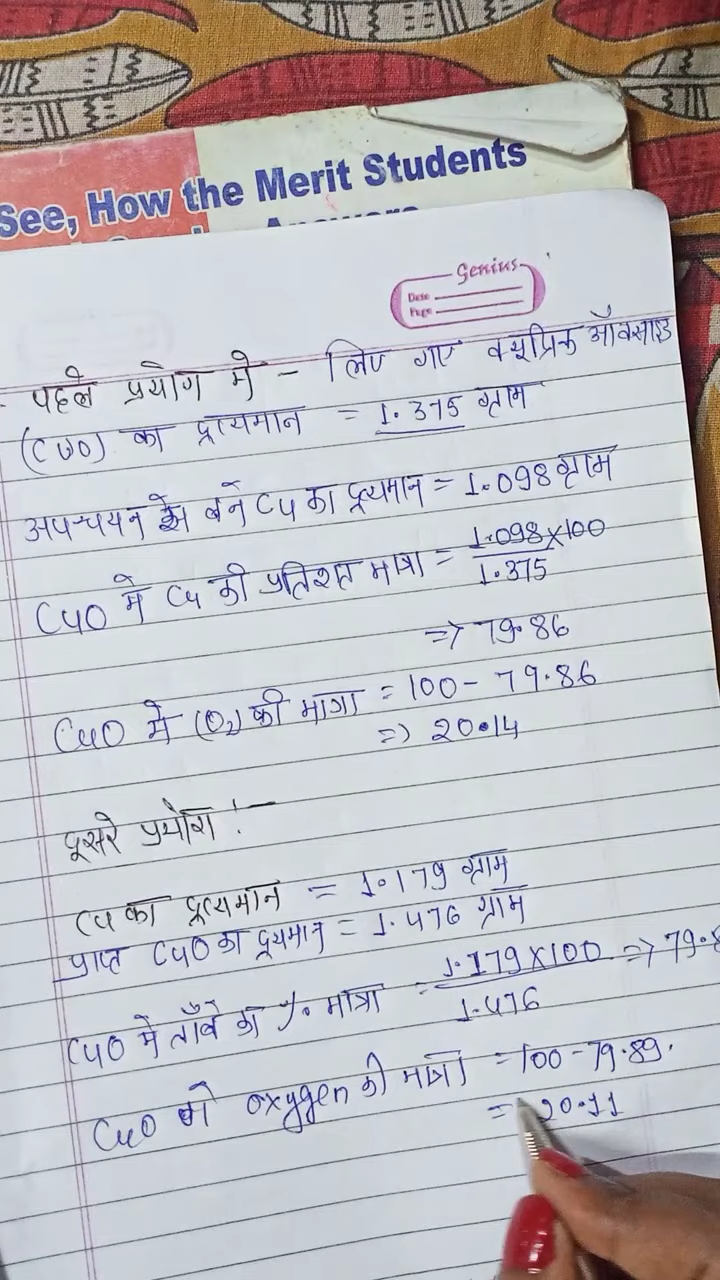 See, How the Merit Students
Answers
Genius
Date
Page
पहले प्रयोग में - लिए गए क्यूप्रिक ऑक्साइड
(CuO) का द्रव्यमान = 1.375 ग्राम
अपचयन से बने Cu का द्रव्यमान = 1.098 ग्राम
CuO में Cu की प्रतिशत मात्रा = 1.098×100
1.375
=> 79.86
CuO में (O₂) की मात्रा = 100 - 79.86
=> 20.14
दूसरे प्रयोग :-
Cu का द्रव्यमान = 1.179 ग्राम
प्राप्त CuO का द्रव्यमान = 1.476 ग्राम
CuO में ताँबे का % मात्रा = 1.179×100 => 79.8
1.476
CuO में oxygen की मात्रा = 100 - 79.89.
= 20.11